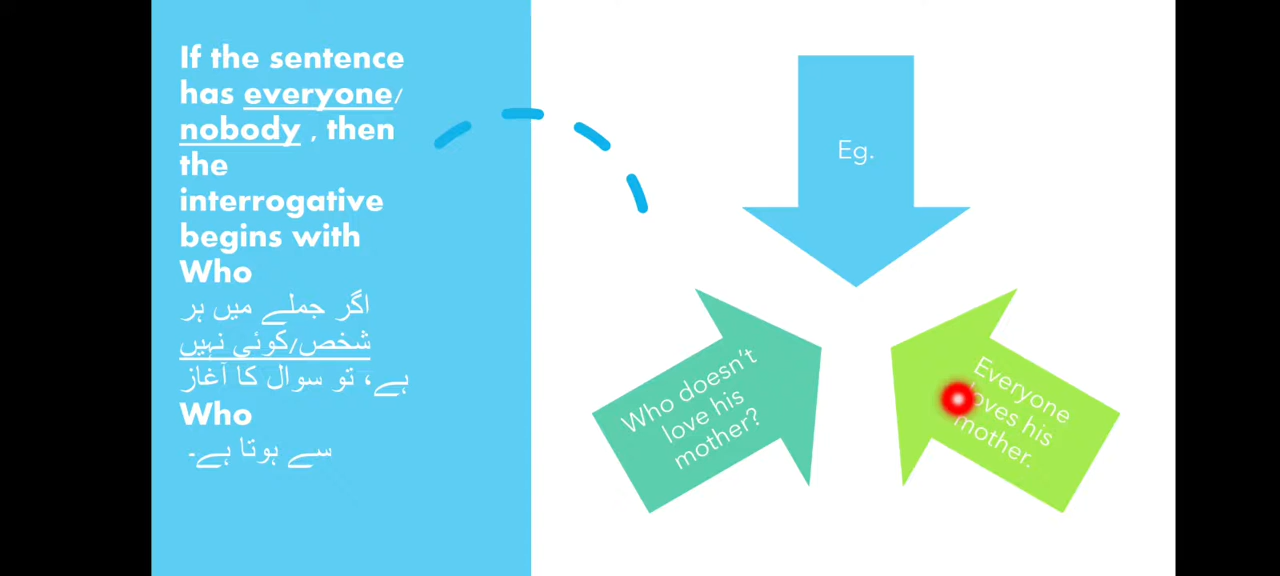 If the sentence
has everyone/
nobody , then
the
interrogative
begins with
Who
اگر جملے میں ہر
شخص/کوئی نہیں
ہے، تو سوال کا آغاز
Who
سے ہوتا ہے۔
Eg.
Who doesn't
love his
mother?
Everyone
loves his
mother.